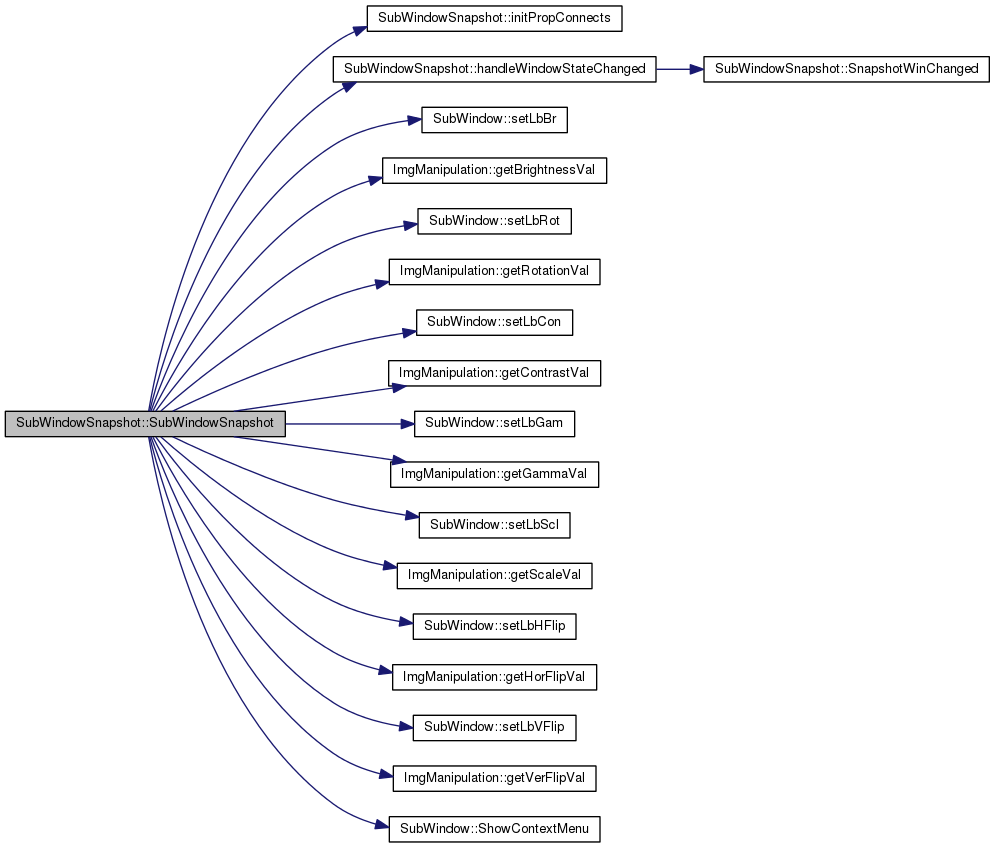 SubWindowSnapshot::initPropConnects
SubWindowSnapshot::handleWindowStateChanged
SubWindowSnapshot::SnapshotWinChanged
SubWindow::setLbBr
ImgManipulation::getBrightnessVal
SubWindow::setLbRot
ImgManipulation::getRotationVal
SubWindow::setLbCon
ImgManipulation::getContrastVal
SubWindowSnapshot::SubWindowSnapshot
SubWindow::setLbGam
ImgManipulation::getGammaVal
SubWindow::setLbScl
ImgManipulation::getScaleVal
SubWindow::setLbHFlip
ImgManipulation::getHorFlipVal
SubWindow::setLbVFlip
ImgManipulation::getVerFlipVal
SubWindow::ShowContextMenu